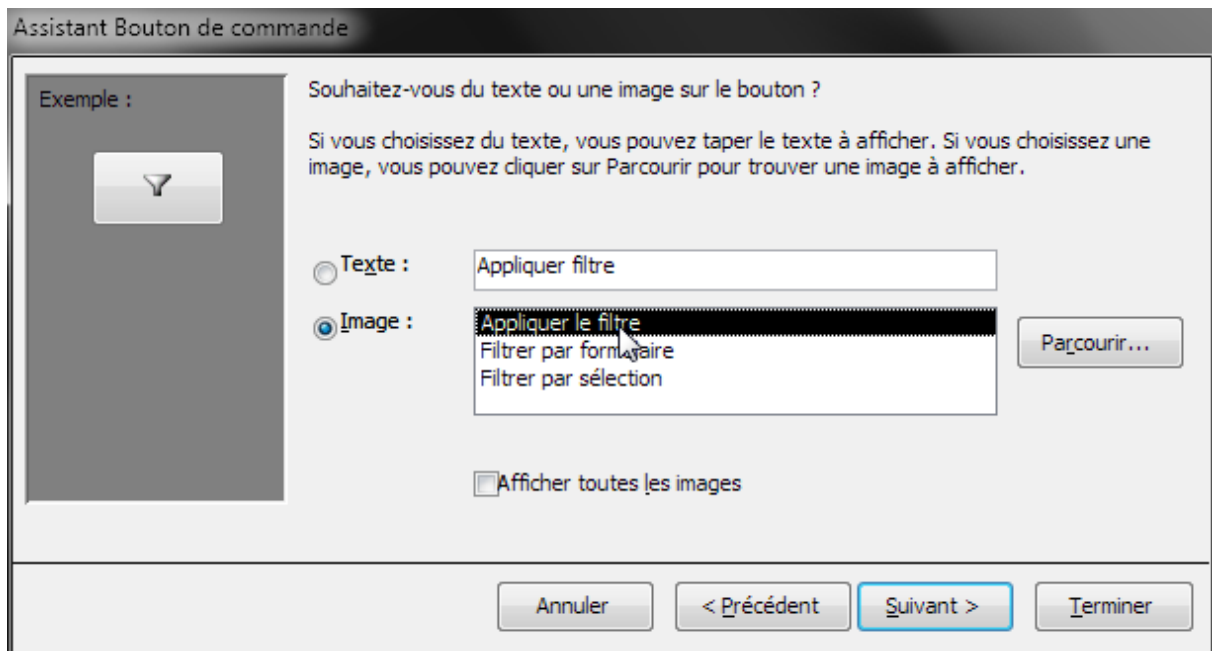 Assistant Bouton de commande
Exemple :
Souhaitez-vous du texte ou une image sur le bouton ?
Si vous choisissez du texte, vous pouvez taper le texte à afficher. Si vous choisissez une
image, vous pouvez cliquer sur Parcourir pour trouver une image à afficher.
Texte :
Appliquer filtre
Image :
Appliquer le filtre
Filtrer par formulaire
Filtrer par sélection
Parcourir...
Afficher toutes les images
Annuler
< Précédent
Suivant >
Terminer